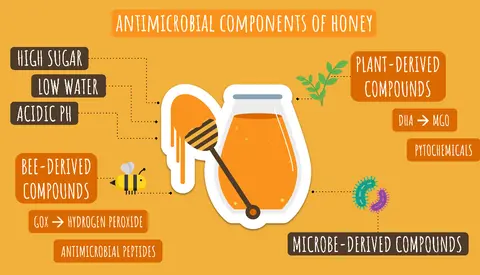 ANTIMICROBIAL COMPONENTS OF HONEY
HIGH SUGAR
LOW WATER
ACIDIC PH
PLANT-DERIVED
COMPOUNDS
DHA → MGO
PYTOCHEMICALS
BEE-DERIVED
COMPOUNDS
GOX → HYDROGEN PEROXIDE
ANTIMICROBIAL PEPTIDES
MICROBE-DERIVED COMPOUNDS